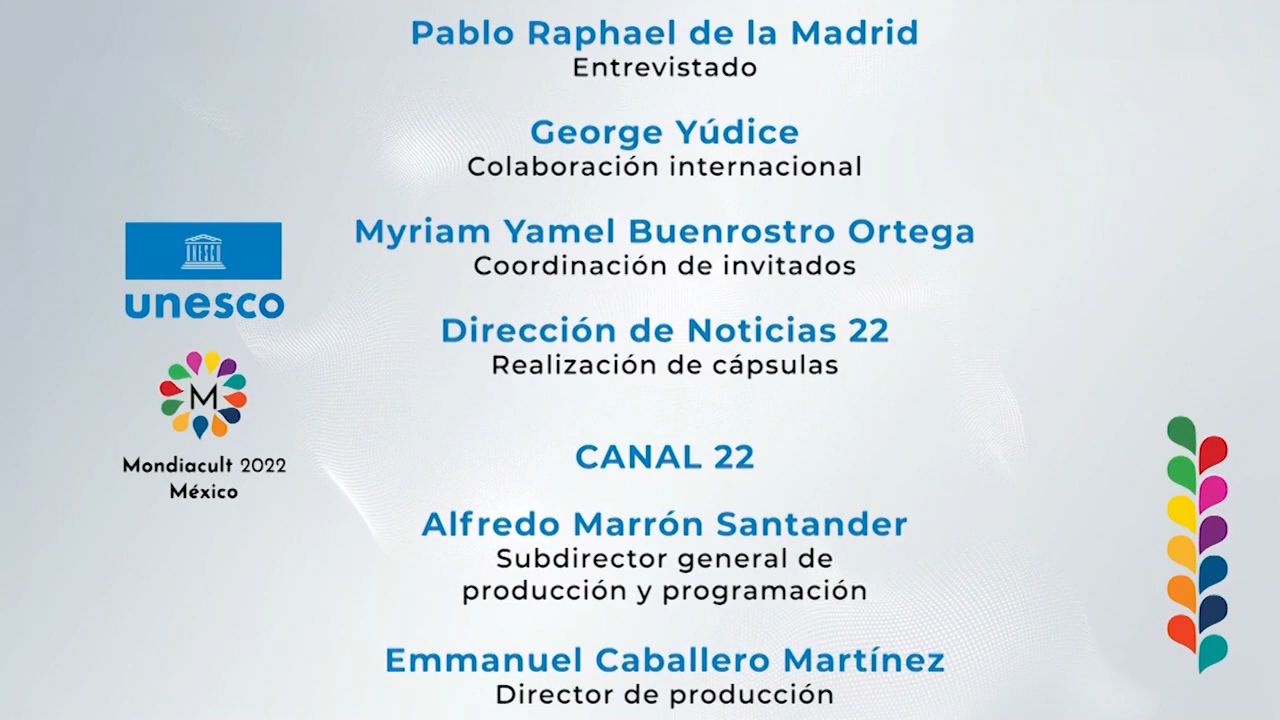 Pablo Raphael de la Madrid
Entrevistado
George Yúdice
Colaboración internacional
Myriam Yamel Buenrostro Ortega
Coordinación de invitados
Dirección de Noticias 22
Realización de cápsulas
CANAL 22
Alfredo Marrón Santander
Subdirector general de
producción y programación
Emmanuel Caballero Martínez
Director de producción
UNESCO
unesco
M
Mondiacult 2022
México